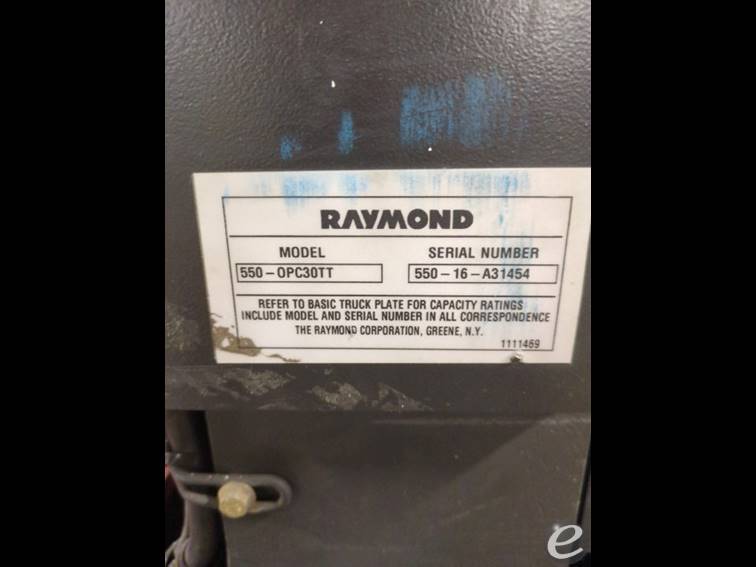 RAYMOND
MODEL SERIAL NUMBER
550-OPC30TT 550-16-A31454
REFER TO BASIC TRUCK PLATE FOR CAPACITY RATINGS
INCLUDE MODEL AND SERIAL NUMBER IN ALL CORRESPONDENCE
THE RAYMOND CORPORATION, GREENE, N.Y.
1111469
e